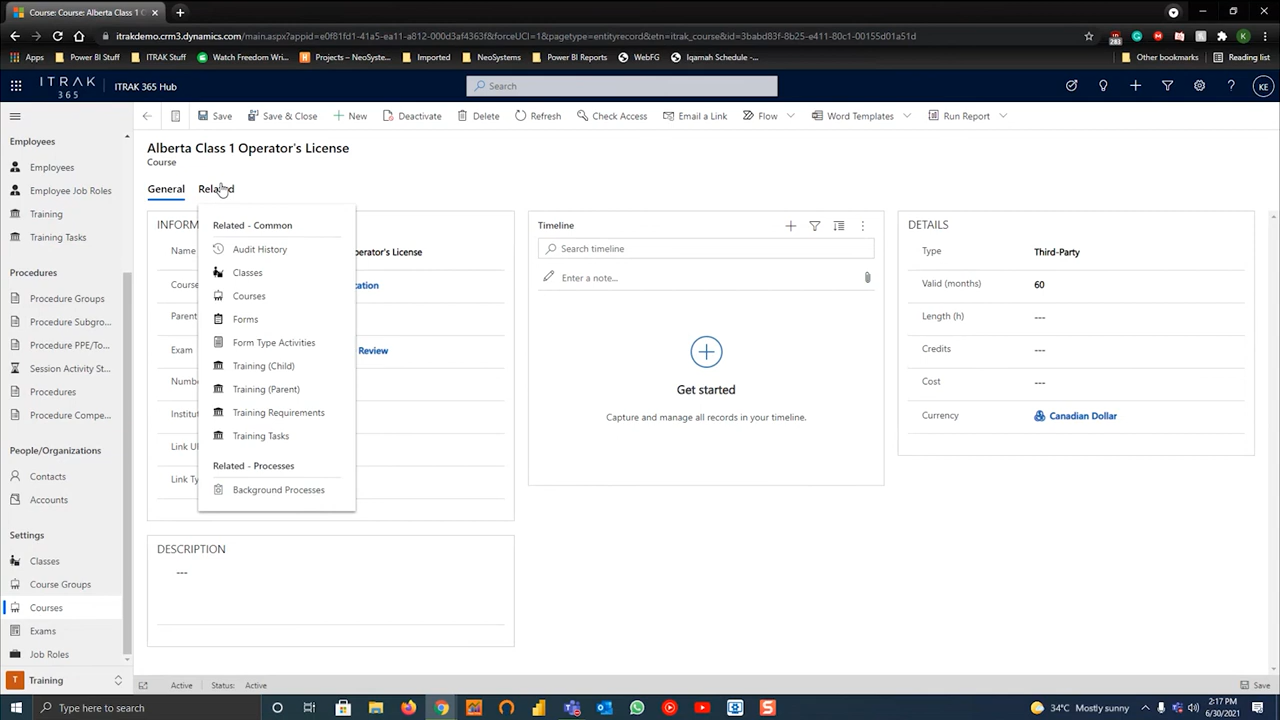 Course: Course: Alberta Class 1 O
itrakdemo.crm3.dynamics.com/main.aspx?appid=e0f81fd1-41a5-ea11-a812-000d3af4363f&forceUCI=1&pagetype=entityrecord&etn=itrak_course&id=3babd83f-8b25-e411-80c1-00155d01a51d
283
K
Apps
Power BI Stuff
ITRAK Stuff
Watch Freedom Wri...
Projects – NeoSyste...
Imported
NeoSystems
Power BI Reports
WebFG
Iqamah Schedule -...
Other bookmarks
Reading list
ITRAK
365
ITRAK 365 Hub
Search
KE
Save
Save & Close
New
Deactivate
Delete
Refresh
Check Access
Email a Link
Flow
Word Templates
Run Report
Employees
Employees
Employee Job Roles
Training
Training Tasks
Procedures
Procedure Groups
Procedure Subgro...
Procedure PPE/To...
Session Activity St...
Procedures
Procedure Compe...
People/Organizations
Contacts
Accounts
Settings
Classes
Course Groups
Courses
Exams
Job Roles
T
Training
Alberta Class 1 Operator's License
Course
General
Related
INFORM
Name
perator's License
Course
ation
Parent
Exam
Review
Numbe
Institut
Link UR
Link Ty
Related - Common
Audit History
Classes
Courses
Forms
Form Type Activities
Training (Child)
Training (Parent)
Training Requirements
Training Tasks
Related - Processes
Background Processes
DESCRIPTION
---
Timeline
Search timeline
Enter a note...
Get started
Capture and manage all records in your timeline.
DETAILS
Type
Third-Party
Valid (months)
60
Length (h)
---
Credits
---
Cost
---
Currency
Canadian Dollar
Active
Status:
Active
Save
Type here to search
34°C Mostly sunny
2:17 PM
6/30/2021